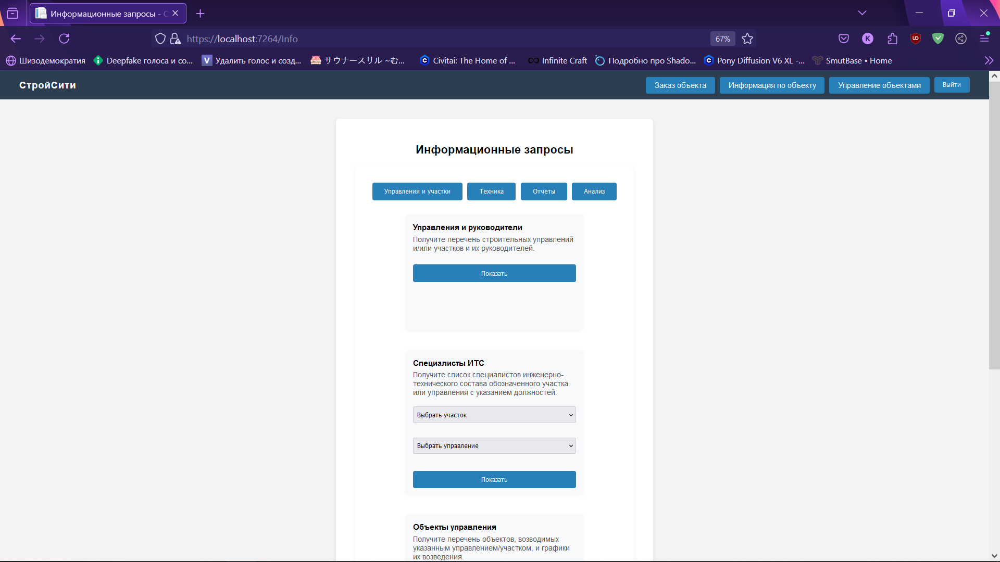 Информационные запросы - С
https://localhost:7264/Info
67%
K
Шизодемократия
Deepfake голоса и со...
V
Удалить голос и созд...
サウナースリル ~む...
Civitai: The Home of ...
Infinite Craft
Подробно про Shado...
Pony Diffusion V6 XL -...
SmutBase • Home
СтройСити
Заказ объекта
Информация по объекту
Управление объектами
Выйти
Информационные запросы
Управления и участки
Техника
Отчеты
Анализ
Управления и руководители
Получите перечень строительных управлений
и/или участков и их руководителей.
Показать
Специалисты ИТС
Получите список специалистов инженерно-
технического состава обозначенного участка
или управления с указанием должностей.
Выбрать участок
Выбрать управление
Показать
Объекты управления
Получите перечень объектов, возводимых
указанным управлением/участком, и графики
их возведения.